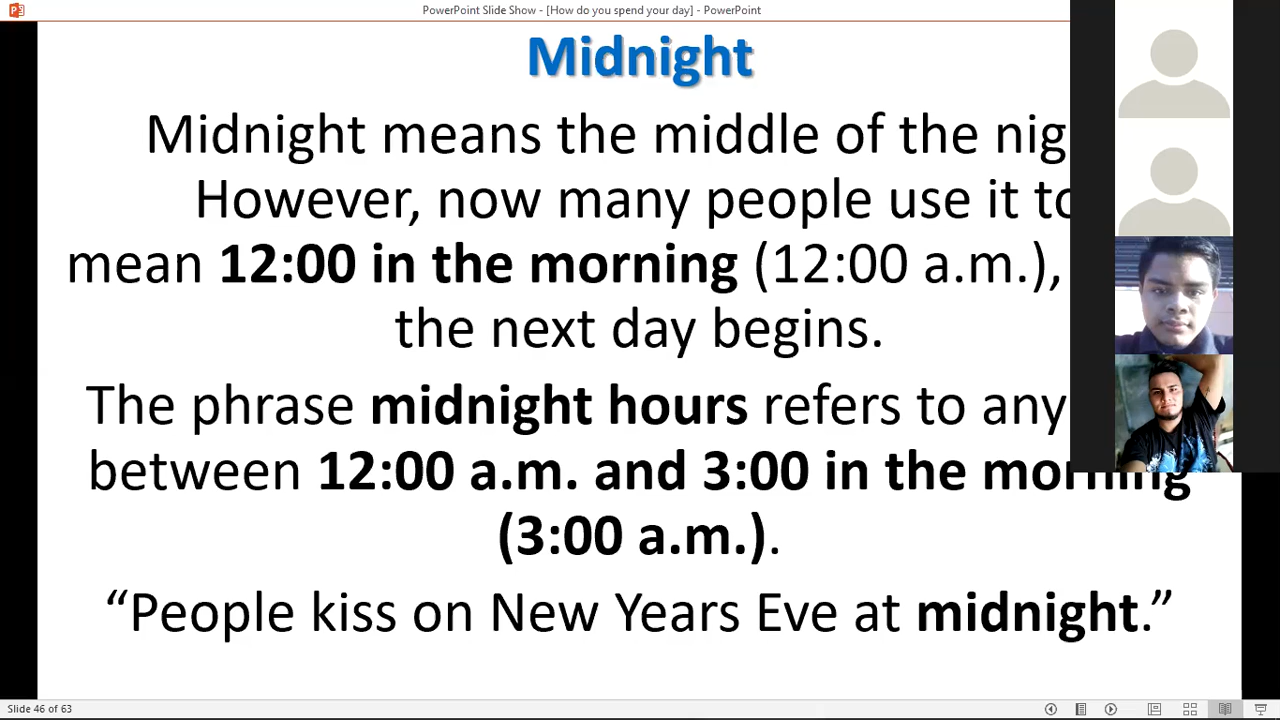 PowerPoint Slide Show - [How do you spend your day] - PowerPoint
Midnight
Midnight means the middle of the
However, now many people use it to
mean 12:00 in the morning (12:00 a.m.),
the next day begins.
The phrase midnight hours refers to any
between 12:00 a.m. and 3:00 in the morning
(3:00 a.m.).
“People kiss on New Years Eve at midnight.”
Slide 46 of 63